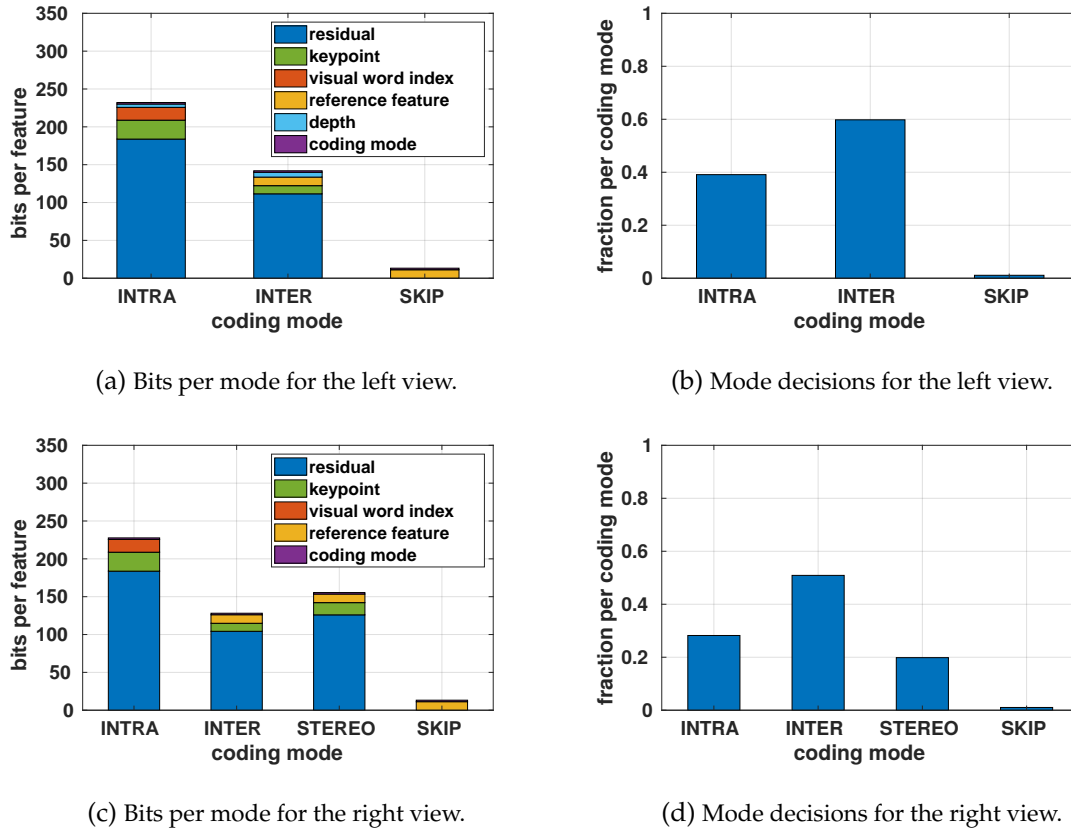 350
300
250
200
150
100
50
0
bits per feature
residual
keypoint
visual word index
reference feature
depth
coding mode
INTRA INTER SKIP
coding mode
(a) Bits per mode for the left view.
1
0.8
0.6
0.4
0.2
0
fraction per coding mode
INTRA INTER SKIP
coding mode
(b) Mode decisions for the left view.
350
300
250
200
150
100
50
0
bits per feature
residual
keypoint
visual word index
reference feature
coding mode
INTRA INTER STEREO SKIP
coding mode
(c) Bits per mode for the right view.
1
0.8
0.6
0.4
0.2
0
fraction per coding mode
INTRA INTER STEREO SKIP
coding mode
(d) Mode decisions for the right view.